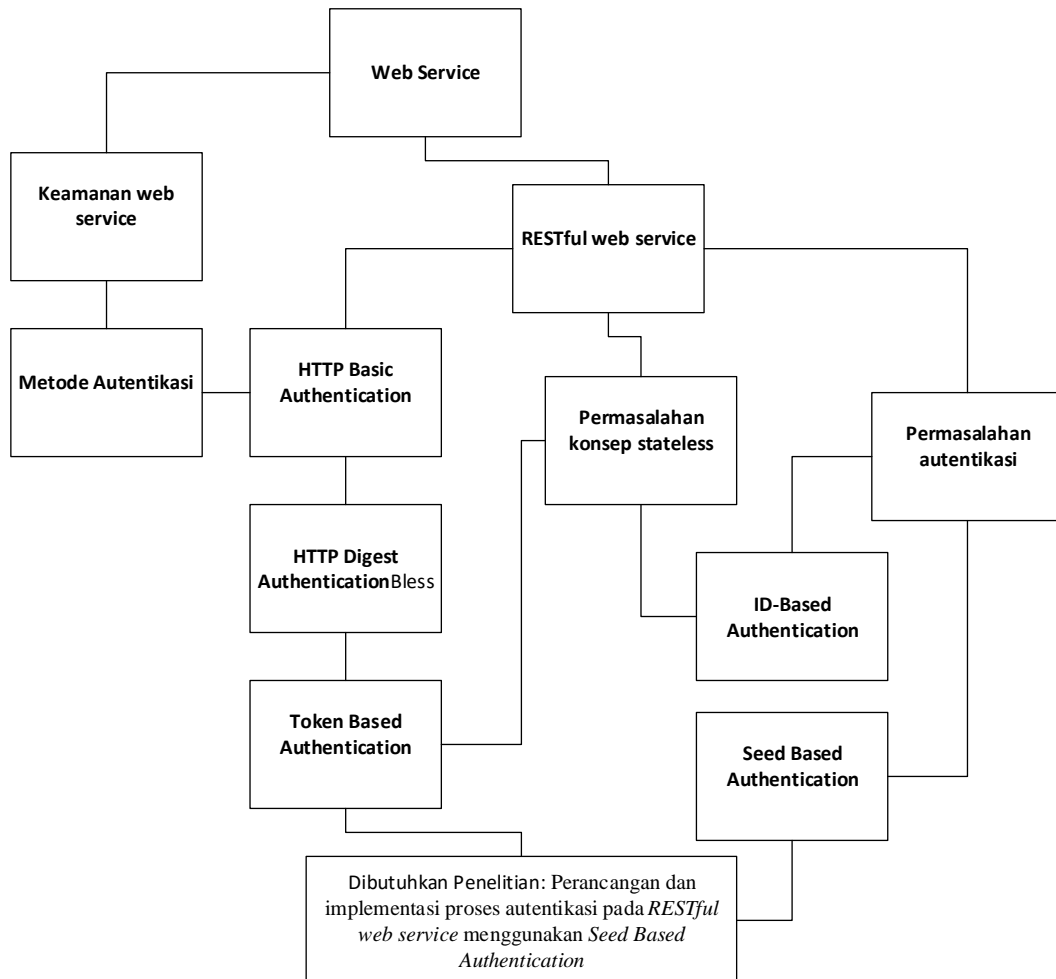 Web Service
Keamanan web
service
RESTful web service
Metode Autentikasi
HTTP Basic
Authentication
Permasalahan
konsep stateless
Permasalahan
autentikasi
HTTP Digest
AuthenticationBless
ID-Based
Authentication
Token Based
Authentication
Seed Based
Authentication
Dibutuhkan Penelitian: Perancangan dan
implementasi proses autentikasi pada RESTful
web service menggunakan Seed Based
Authentication